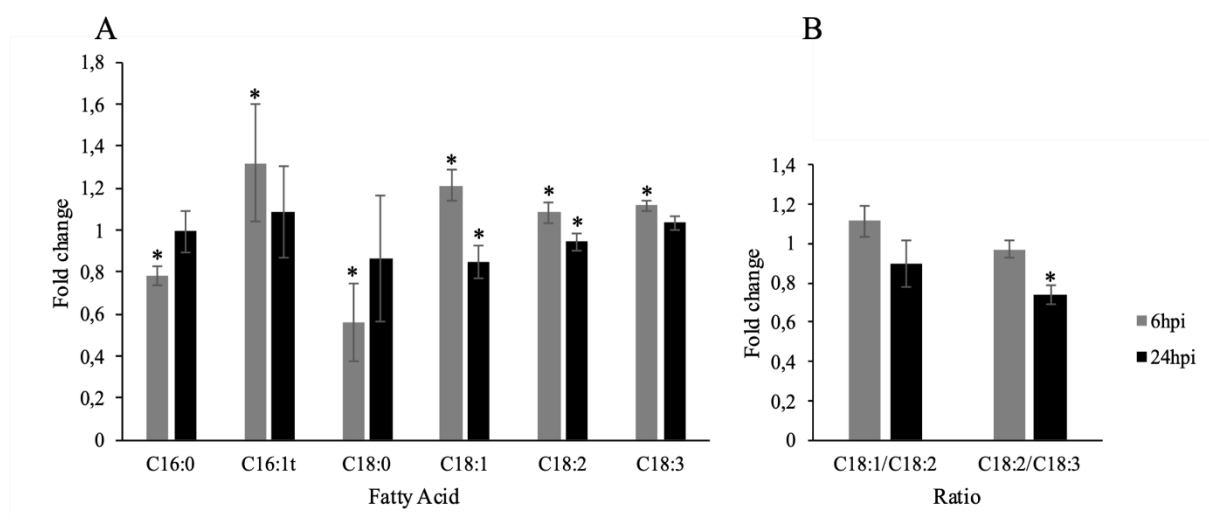 A
Fold change
1,8
1,6
1,4
1,2
1
0,8
0,6
0,4
0,2
0
*
*
*
*
*
*
*
*
C16:0 C16:1t C18:0 C18:1 C18:2 C18:3
Fatty Acid
B
Fold change
1,4
1,2
1
0,8
0,6
0,4
0,2
0
*
C18:1/C18:2 C18:2/C18:3
Ratio
6hpi
24hpi